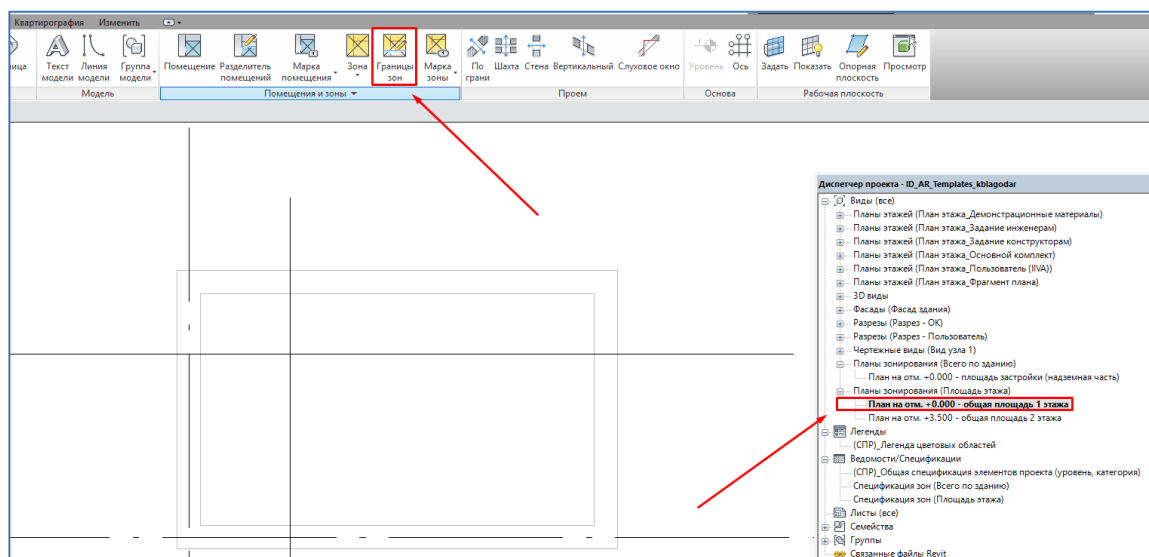 Квартирография Изменить
ица Текст модели Линия модели Группа модели Помещение Разделитель помещений Марка помещения Зона Границы зон Марка зоны По грани Шахта Стена Вертикальный Слуховое окно Уровень Ось Задать Показать Опорная плоскость Просмотр
Модель Помещения и зоны Проем Основа Рабочая плоскость
Диспетчер проекта - ID_AR_Templates_kblagodar
Виды (все)
Планы этажей (План этажа_Демонстрационные материалы)
Планы этажей (План этажа_Задание инженерам)
Планы этажей (План этажа_Задание конструкторам)
Планы этажей (План этажа_Основной комплект)
Планы этажей (План этажа_Пользователь (IIVA))
Планы этажей (План этажа_Фрагмент плана)
3D виды
Фасады (Фасад здания)
Разрезы (Разрез - ОК)
Разрезы (Разрез - Пользователь)
Чертежные виды (Вид узла 1)
Планы зонирования (Всего по зданию)
План на отм. +0.000 - площадь застройки (надземная часть)
Планы зонирования (Площадь этажа)
План на отм. +0.000 - общая площадь 1 этажа
План на отм. +3.500 - общая площадь 2 этажа
Легенды
(СПР)_Легенда цветовых областей
Ведомости/Спецификации
(СПР)_Общая спецификация элементов проекта (уровень, категория)
Спецификация зон (Всего по зданию)
Спецификация зон (Площадь этажа)
Листы (все)
Семейства
Группы
Связанные файлы Revit